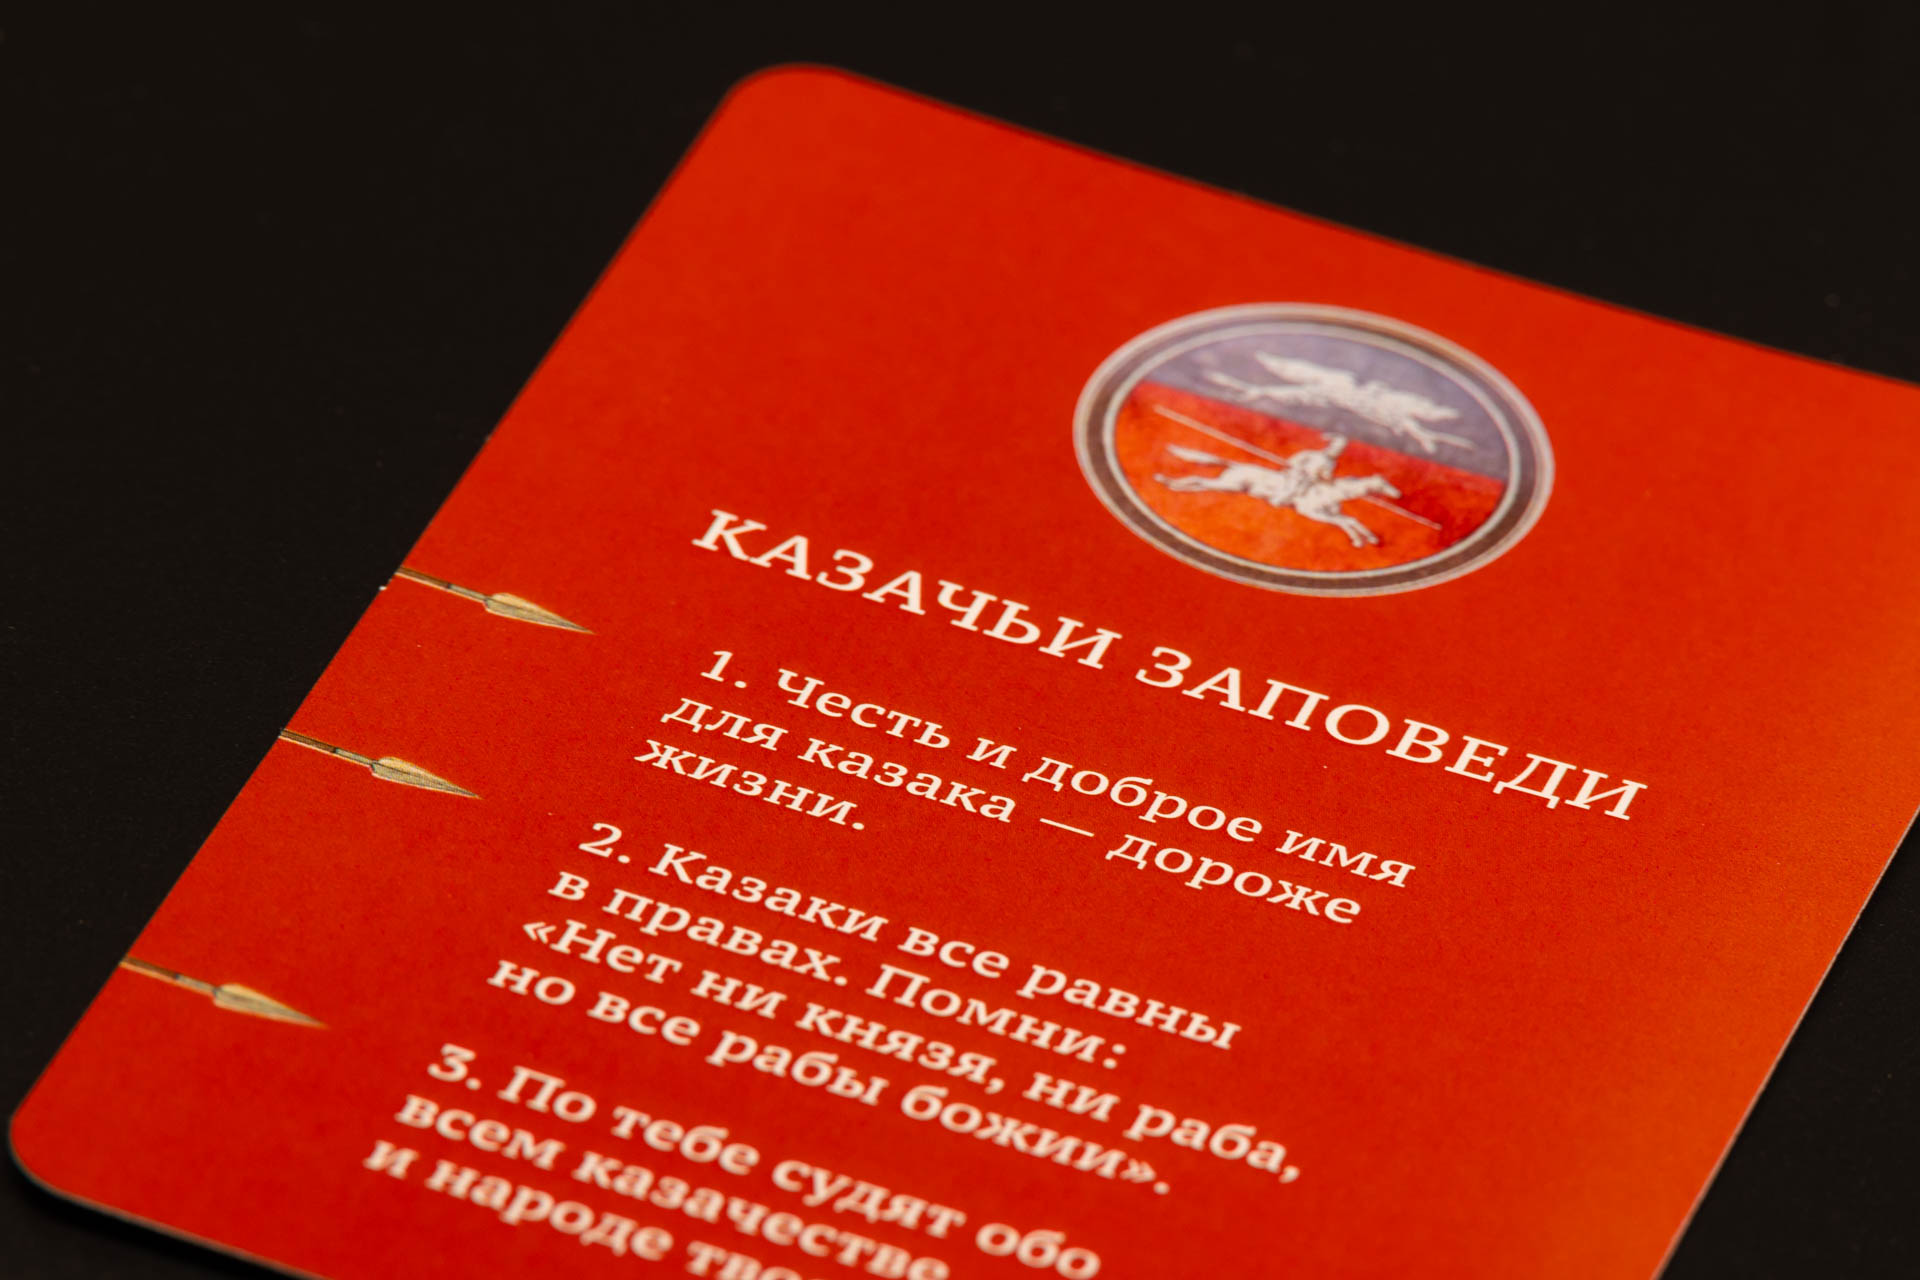 КАЗАЧЬИ ЗАПОВЕДИ
1. Честь и доброе имя
для казака — дороже
жизни.
2. Казаки все равны
в правах. Помни:
«Нет ни князя, ни раба,
но все рабы божии».
3. По тебе судят обо
всем казачестве
и народе